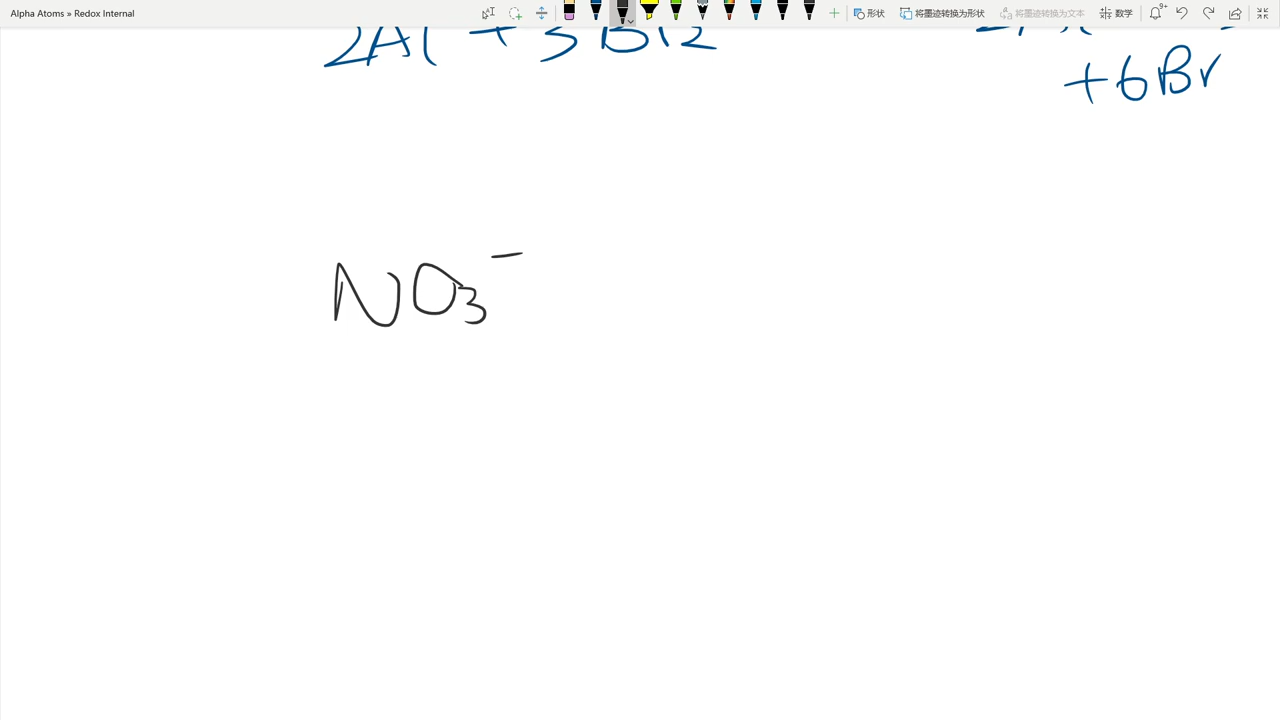 Alpha Atoms » Redox Internal 形状 将墨迹转换为形状 将墨迹转换为文本 数学
2Al + 3Br2
+6Br
NO₃⁻